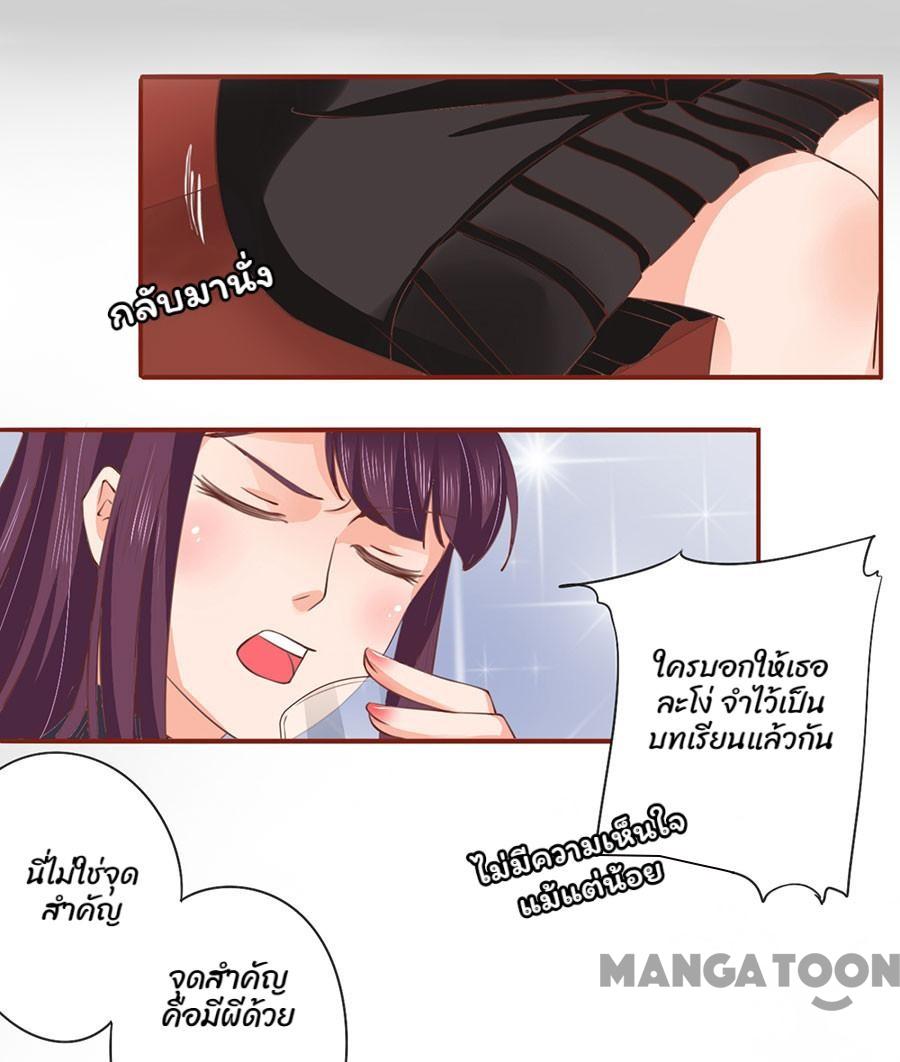 กลับมานั่ง
ใครบอกให้เธอ
ละโง่ จำไว้เป็น
บทเรียนแล้วกัน
ไม่มีความเห็นใจ
แม้แต่น้อย
นี่ไม่ใช่จุด
สำคัญ
จุดสำคัญ
คือมีผีด้วย
MANGATOON